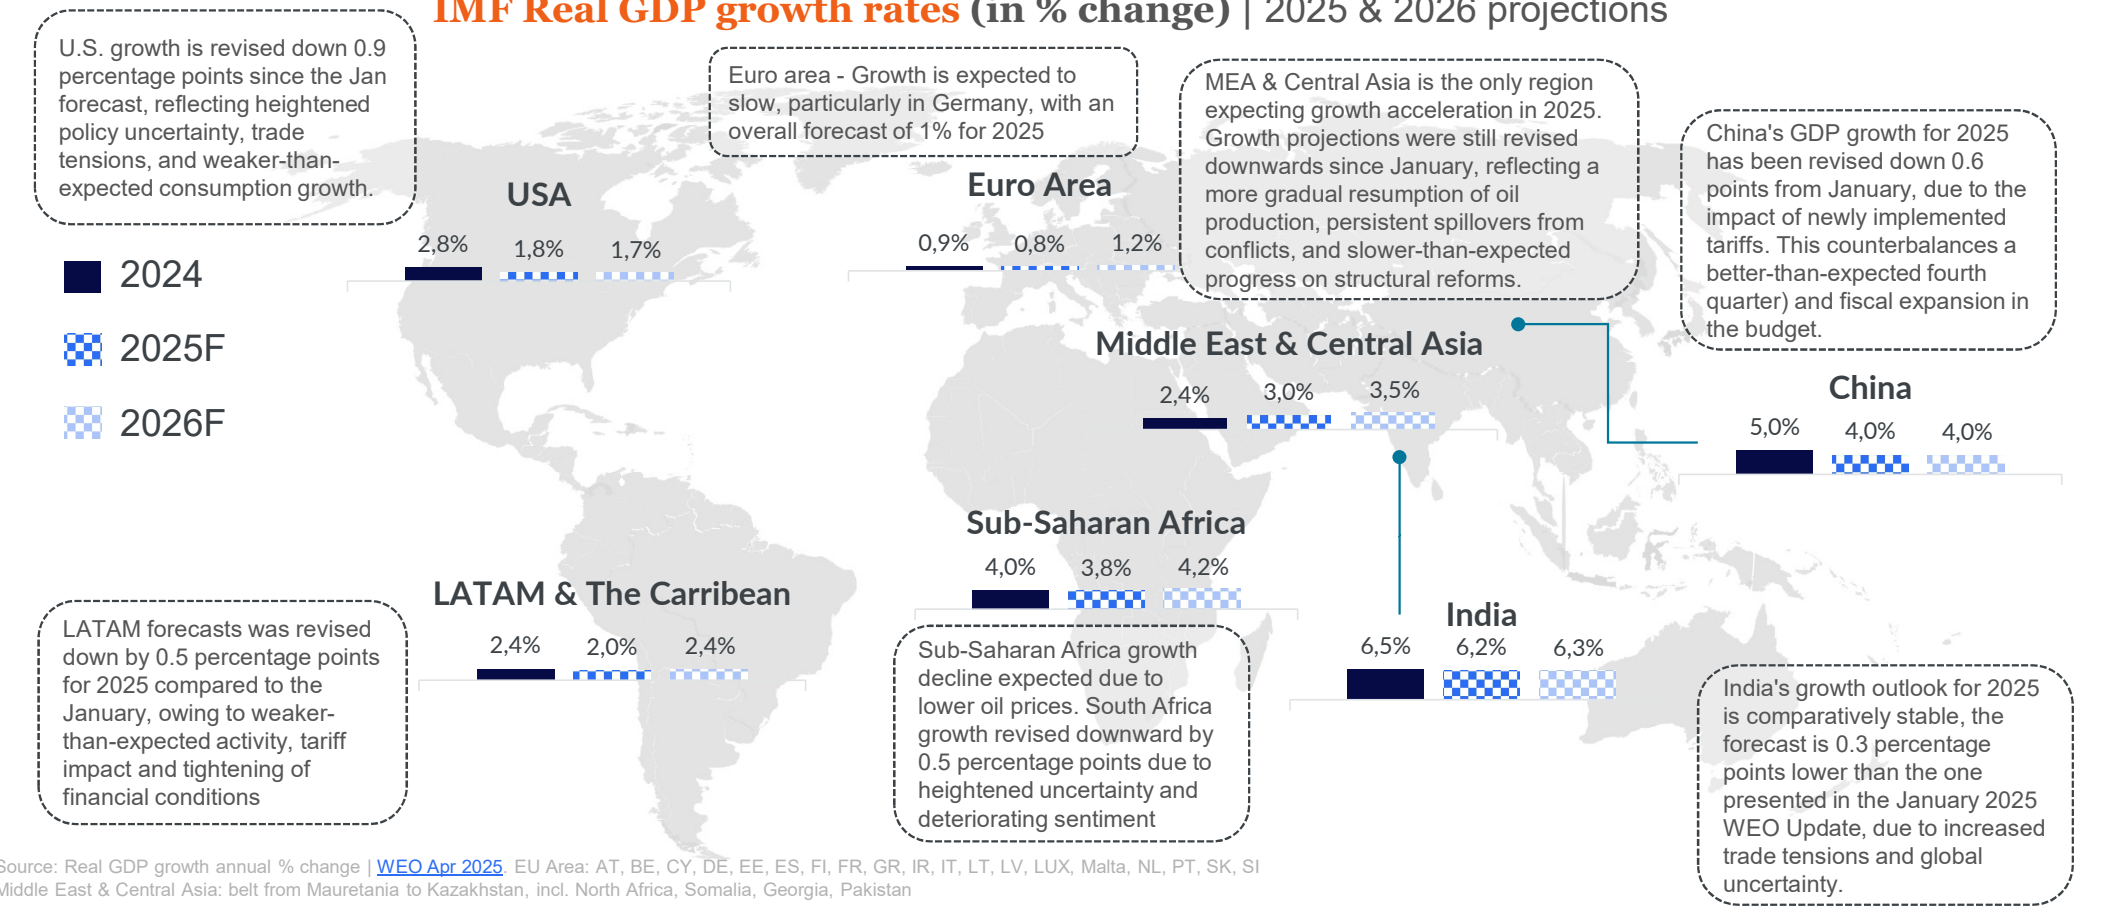 IMF Real GDP growth rates (in % change) | 2025 & 2026 projections
U.S. growth is revised down 0.9
percentage points since the Jan
forecast, reflecting heightened
policy uncertainty, trade
tensions, and weaker-than-
expected consumption growth.
Euro area - Growth is expected to
slow, particularly in Germany, with an
overall forecast of 1% for 2025
MEA & Central Asia is the only region
expecting growth acceleration in 2025.
Growth projections were still revised
downwards since January, reflecting a
more gradual resumption of oil
production, persistent spillovers from
conflicts, and slower-than-expected
progress on structural reforms.
China's GDP growth for 2025
has been revised down 0.6
points from January, due to the
impact of newly implemented
tariffs. This counterbalances a
better-than-expected fourth
quarter) and fiscal expansion in
the budget.
USA
2,8% 1,8% 1,7%
Euro Area
0,9% 0,8% 1,2%
2024
2025F
2026F
Middle East & Central Asia
2,4% 3,0% 3,5%
China
5,0% 4,0% 4,0%
Sub-Saharan Africa
4,0% 3,8% 4,2%
LATAM & The Carribean
2,4% 2,0% 2,4%
India
6,5% 6,2% 6,3%
LATAM forecasts was revised
down by 0.5 percentage points
for 2025 compared to the
January, owing to weaker-
than-expected activity, tariff
impact and tightening of
financial conditions
Sub-Saharan Africa growth
decline expected due to
lower oil prices. South Africa
growth revised downward by
0.5 percentage points due to
heightened uncertainty and
deteriorating sentiment
India's growth outlook for 2025
is comparatively stable, the
forecast is 0.3 percentage
points lower than the one
presented in the January 2025
WEO Update, due to increased
trade tensions and global
uncertainty.
Source: Real GDP growth annual % change | WEO Apr 2025. EU Area: AT, BE, CY, DE, EE, ES, FI, FR, GR, IR, IT, LT, LV, LUX, Malta, NL, PT, SK, SI
Middle East & Central Asia: belt from Mauretania to Kazakhstan, incl. North Africa, Somalia, Georgia, Pakistan